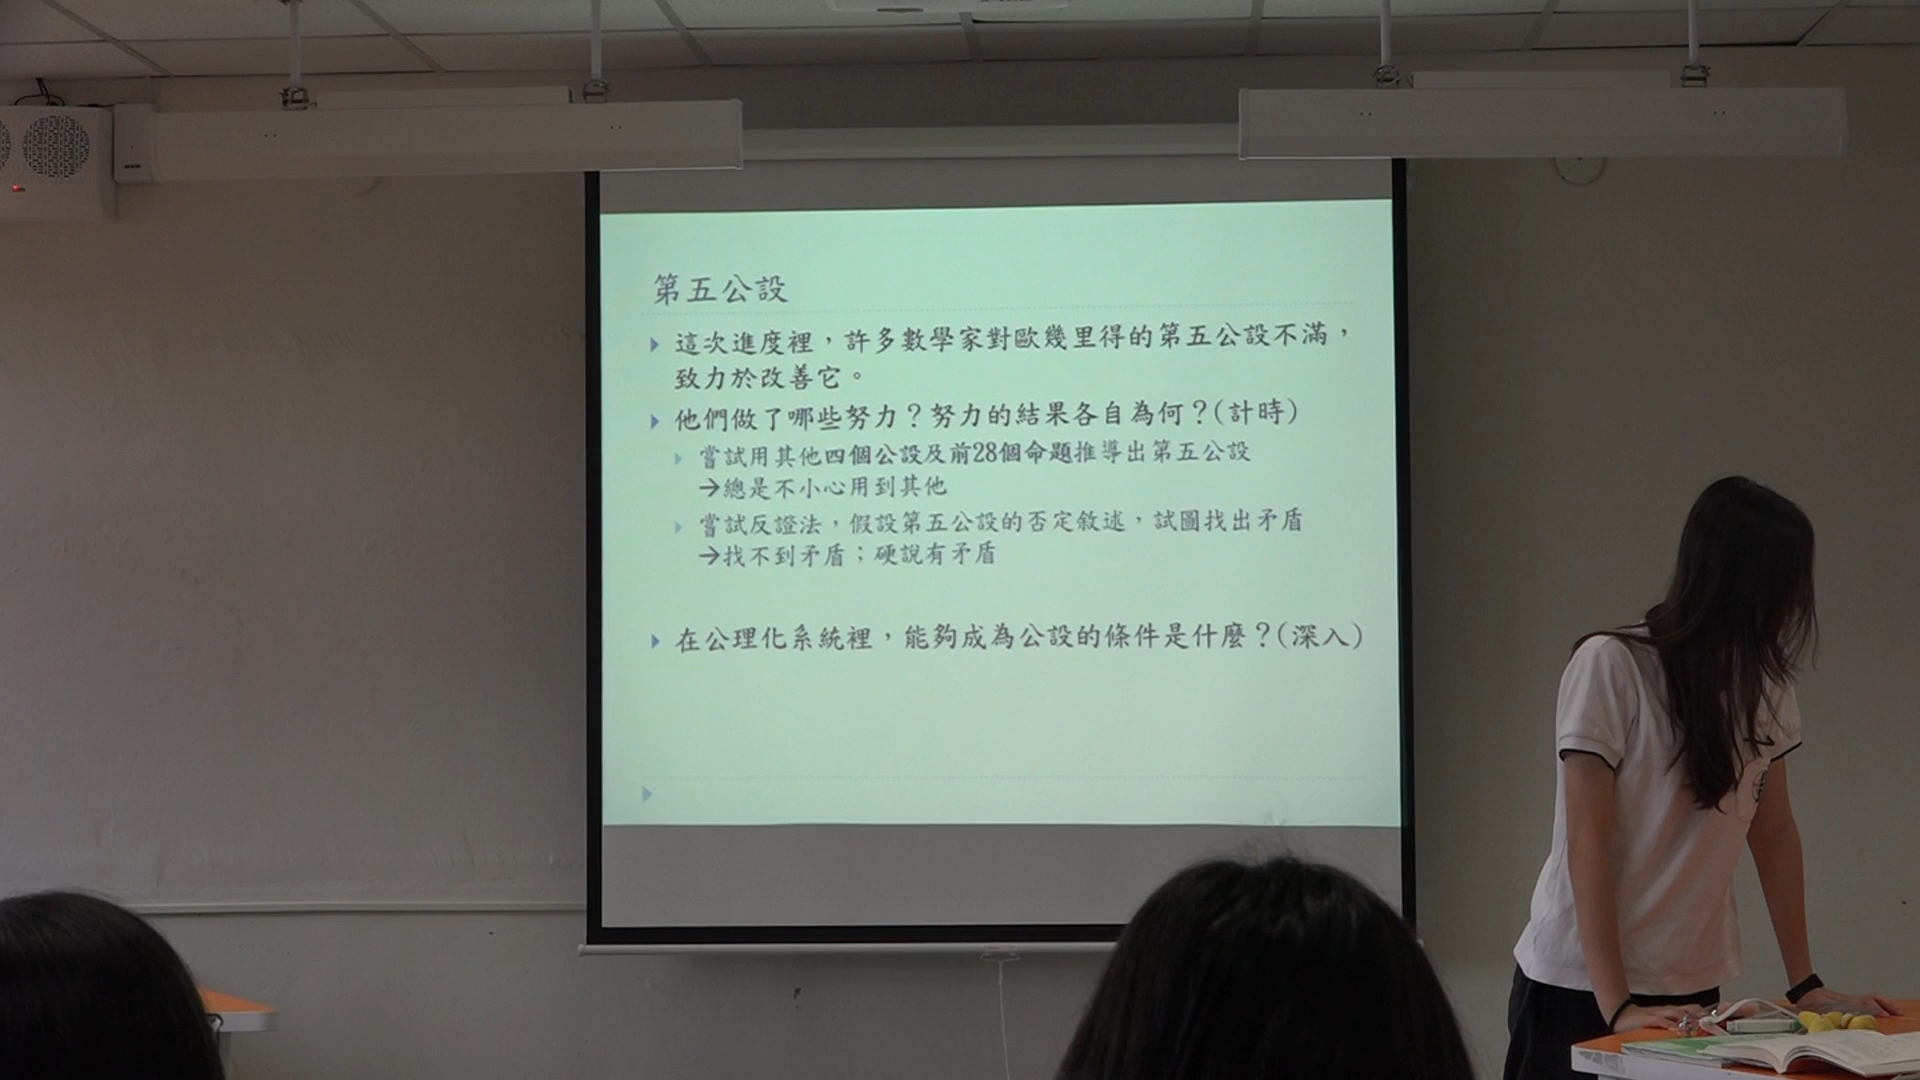 第五公設
這次進度裡，許多數學家對歐幾里得的第五公設不滿，
致力於改善它。
他們做了哪些努力？努力的結果各自為何？(計時)
嘗試用其他四個公設及前28個命題推導出第五公設
→總是不小心用到其他
嘗試反證法，假設第五公設的否定敘述，試圖找出矛盾
→找不到矛盾；硬說有矛盾
在公理化系統裡，能夠成為公設的條件是什麼？(深入)